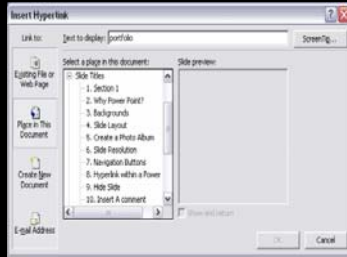 Insert Hyperlink
Link to:
Text to display: portfolio
ScreenTip...
Select a place in this document:
Slide preview:
Existing File or
Web Page
Place in This
Document
Create New
Document
E-mail Address
Slide Titles
1. Section 1
2. Why Power Point?
3. Backgrounds
4. Slide Layout
5. Create a Photo Album
6. Slide Resolution
7. Navigation Buttons
8. Hyperlink within a Power
9. Hide Slide
10. Insert A comment
Show and return
OK
Cancel